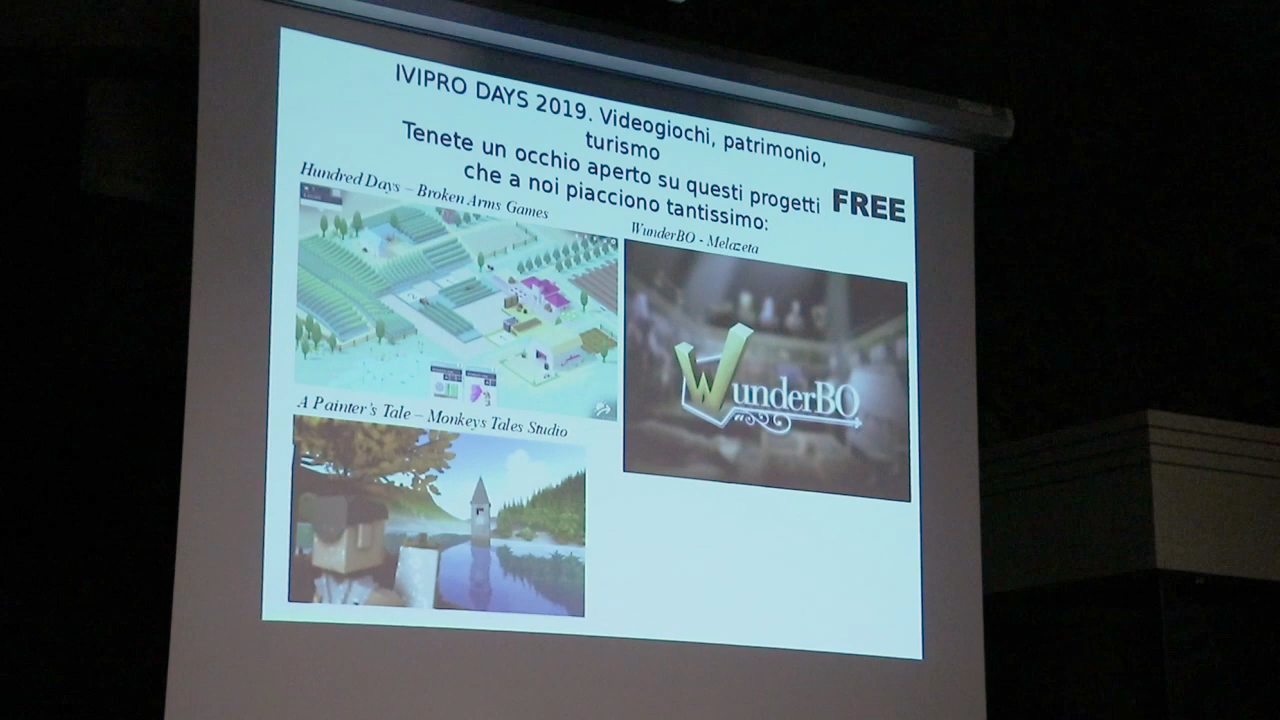 IVIPRO DAYS 2019. Videogiochi, patrimonio,
turismo
Tenete un occhio aperto su questi progetti
che a noi piacciono tantissimo:
FREE
Hundred Days – Broken Arms Games
WunderBO - Melazeta
WunderBO
A Painter's Tale – Monkeys Tales Studio